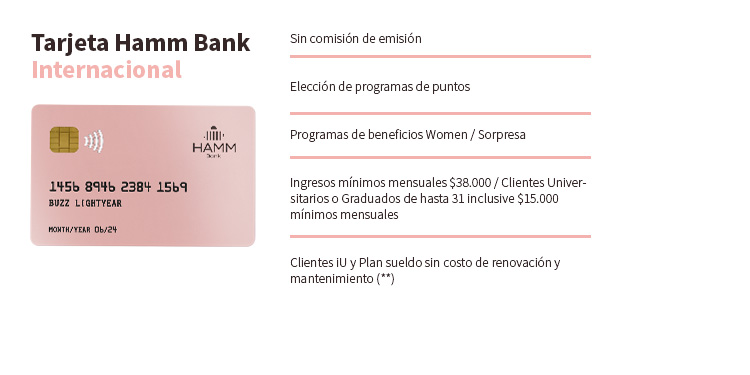 Tarjeta Hamm Bank
Internacional
HAMM
Bank
1456 8946 2384 1569
BUZZ LIGHTYEAR
MONTH/YEAR 06/24
Sin comisión de emisión
Elección de programas de puntos
Programas de beneficios Women / Sorpresa
Ingresos mínimos mensuales $38.000 / Clientes Univer-
sitarios o Graduados de hasta 31 inclusive $15.000
mínimos mensuales
Clientes iU y Plan sueldo sin costo de renovación y
mantenimiento (**)